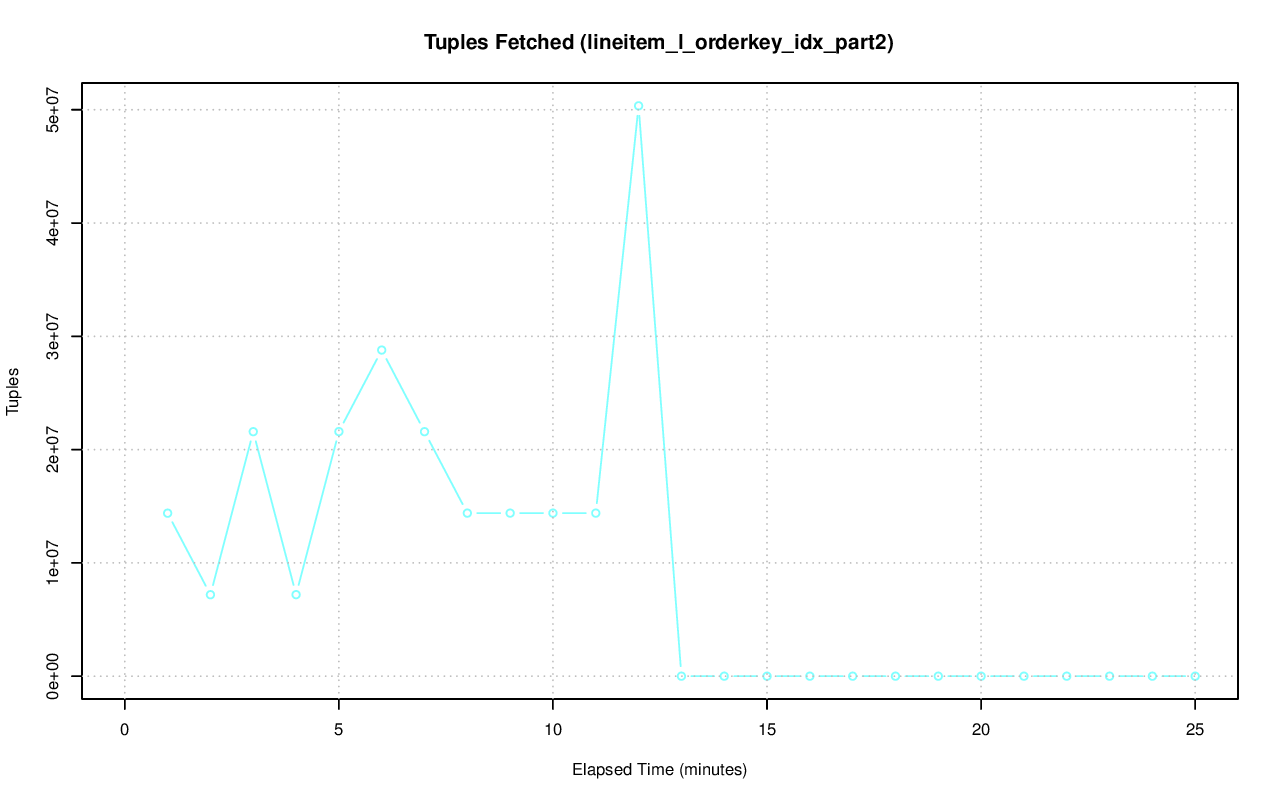 Tuples Fetched (lineitem_l_orderkey_idx_part2)
5e+07
4e+07
3e+07
2e+07
1e+07
0e+00
Tuples
0 5 10 15 20 25
Elapsed Time (minutes)